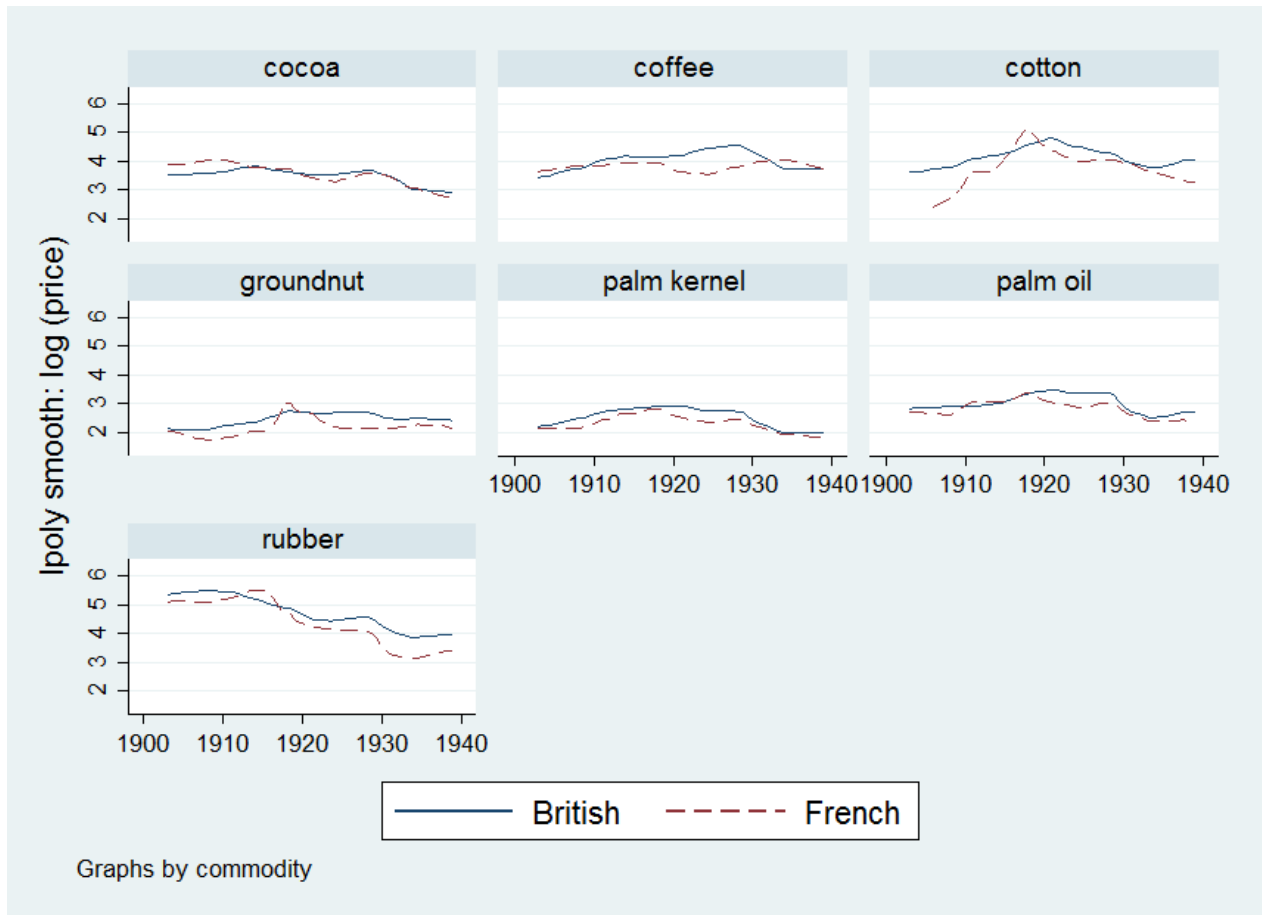 cocoa
coffee
cotton
6
5
4
3
2
groundnut
palm kernel
palm oil
6
5
4
3
2
1900 1910 1920 1930 1940
1900 1910 1920 1930 1940
rubber
6
5
4
3
2
1900 1910 1920 1930 1940
lpoly smooth: log (price)
British
French
Graphs by commodity